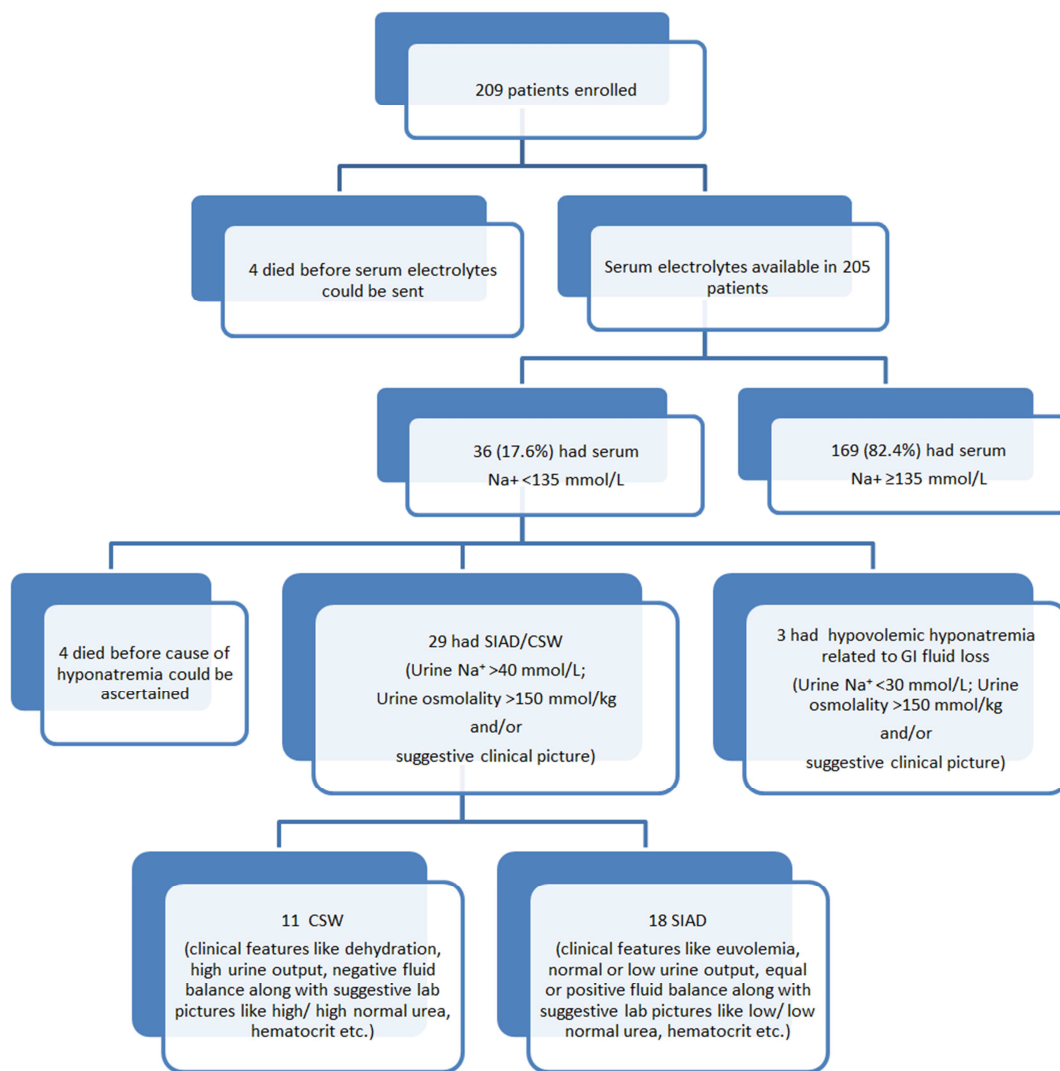 209 patients enrolled
4 died before serum electrolytes
could be sent
Serum electrolytes available in 205
patients
36 (17.6%) had serum
Na+ <135 mmol/L
169 (82.4%) had serum
Na+ ≥135 mmol/L
4 died before cause of
hyponatremia could be
ascertained
29 had SIAD/CSW
(Urine Na⁺ >40 mmol/L;
Urine osmolality >150 mmol/kg
and/or
suggestive clinical picture)
3 had hypovolemic hyponatremia
related to GI fluid loss
(Urine Na⁺ <30 mmol/L; Urine
osmolality >150 mmol/kg
and/or
suggestive clinical picture)
11 CSW
(clinical features like dehydration,
high urine output, negative fluid
balance along with suggestive lab
pictures like high/ high normal urea,
hematocrit etc.)
18 SIAD
(clinical features like euvolemia,
normal or low urine output, equal
or positive fluid balance along with
suggestive lab pictures like low/ low
normal urea, hematocrit etc.)